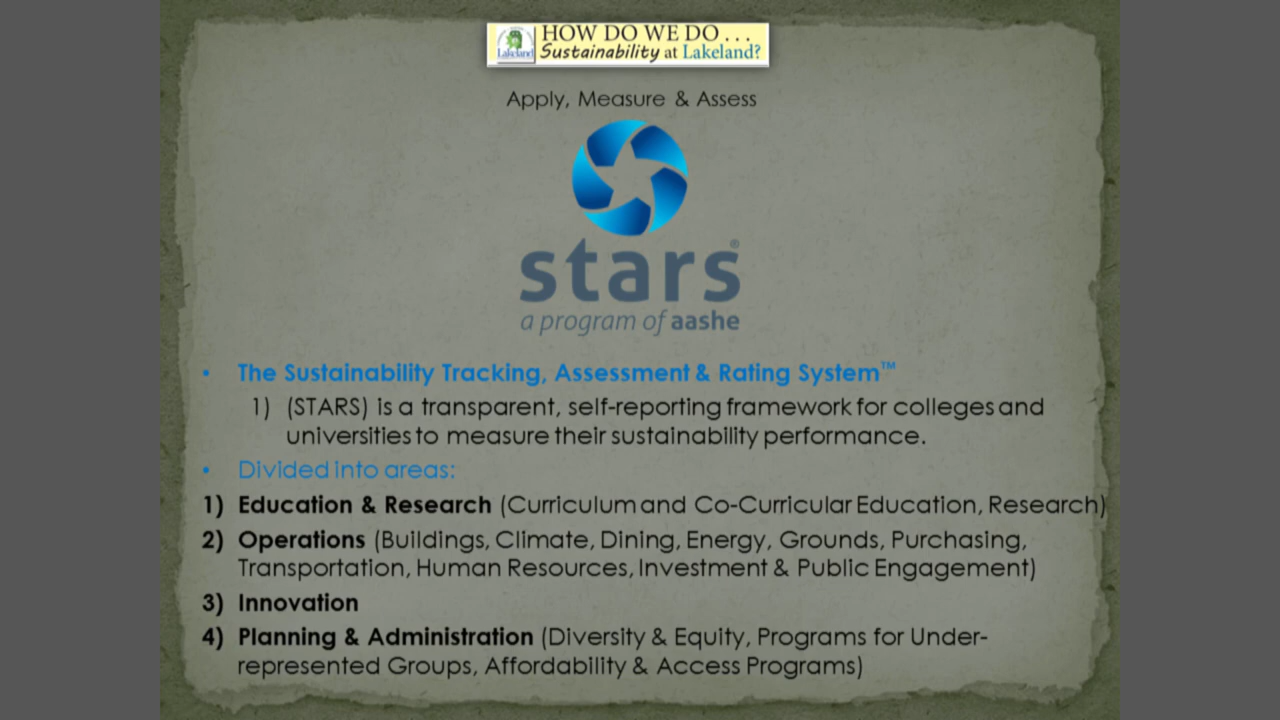 HOW DO WE DO . . .
Lakeland Sustainability at Lakeland?
Apply, Measure & Assess
stars®
a program of aashe
• The Sustainability Tracking, Assessment & Rating System™
1) (STARS) is a transparent, self-reporting framework for colleges and
universities to measure their sustainability performance.
• Divided into areas:
1) Education & Research (Curriculum and Co-Curricular Education, Research)
2) Operations (Buildings, Climate, Dining, Energy, Grounds, Purchasing,
Transportation, Human Resources, Investment & Public Engagement)
3) Innovation
4) Planning & Administration (Diversity & Equity, Programs for Under-
represented Groups, Affordability & Access Programs)